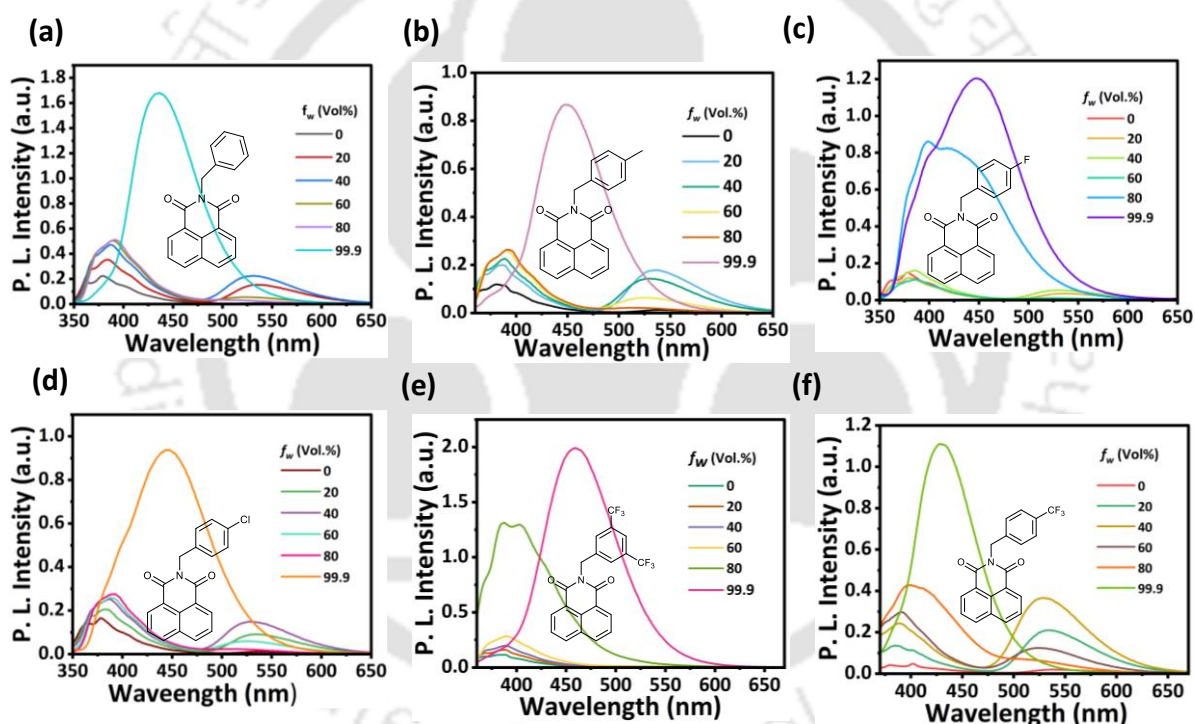 (a)
P. L. Intensity (a.u.)
1.8
1.6
1.4
1.2
1.0
0.8
0.6
0.4
0.2
0.0
350 400 450 500 550 600 650
Wavelength (nm)
f_w (Vol%)
0
20
40
60
80
99.9
O N O
(b)
P. L. Intensity (a.u.)
1.0
0.8
0.6
0.4
0.2
0.0
400 450 500 550 600 650
Wavelength (nm)
f_w (Vol.%)
0
20
40
60
80
99.9
O N O
(c)
P. L. Intensity (a.u.)
1.2
1.0
0.8
0.6
0.4
0.2
0.0
350 400 450 500 550 600 650
Wavelength (nm)
f_w (Vol.%)
0
20
40
60
80
99.9
F
O N O
(d)
P. L. Intensity (a.u.)
1.0
0.8
0.6
0.4
0.2
0.0
350 400 450 500 550 600 650
Waveength (nm)
f_w (Vol.%)
0
20
40
60
80
99.9
Cl
O N O
(e)
P. L. Intensity (a.u.)
2.0
1.5
1.0
0.5
0.0
400 450 500 550 600 650
Wavelength (nm)
f_w (Vol.%)
0
20
40
60
80
99.9
CF3
CF3
O N O
(f)
P. L. Intensity (a.u.)
1.2
1.0
0.8
0.6
0.4
0.2
0.0
400 450 500 550 600 650
Wavelength (nm)
f_w (Vol%)
0
20
40
60
80
99.9
CF3
O N O